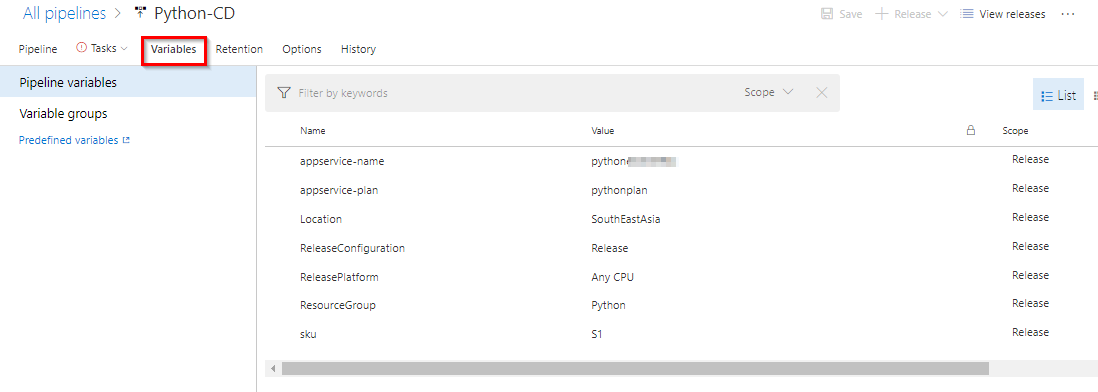 All pipelines > Python-CD
Save + Release View releases ...
Pipeline Tasks Variables Retention Options History
Pipeline variables
Variable groups
Predefined variables
Filter by keywords Scope
List
Name Value Scope
appservice-name Release
appservice-plan pythonplan Release
Location SouthEastAsia Release
ReleaseConfiguration Release Release
ReleasePlatform Any CPU Release
ResourceGroup Python Release
sku S1 Release